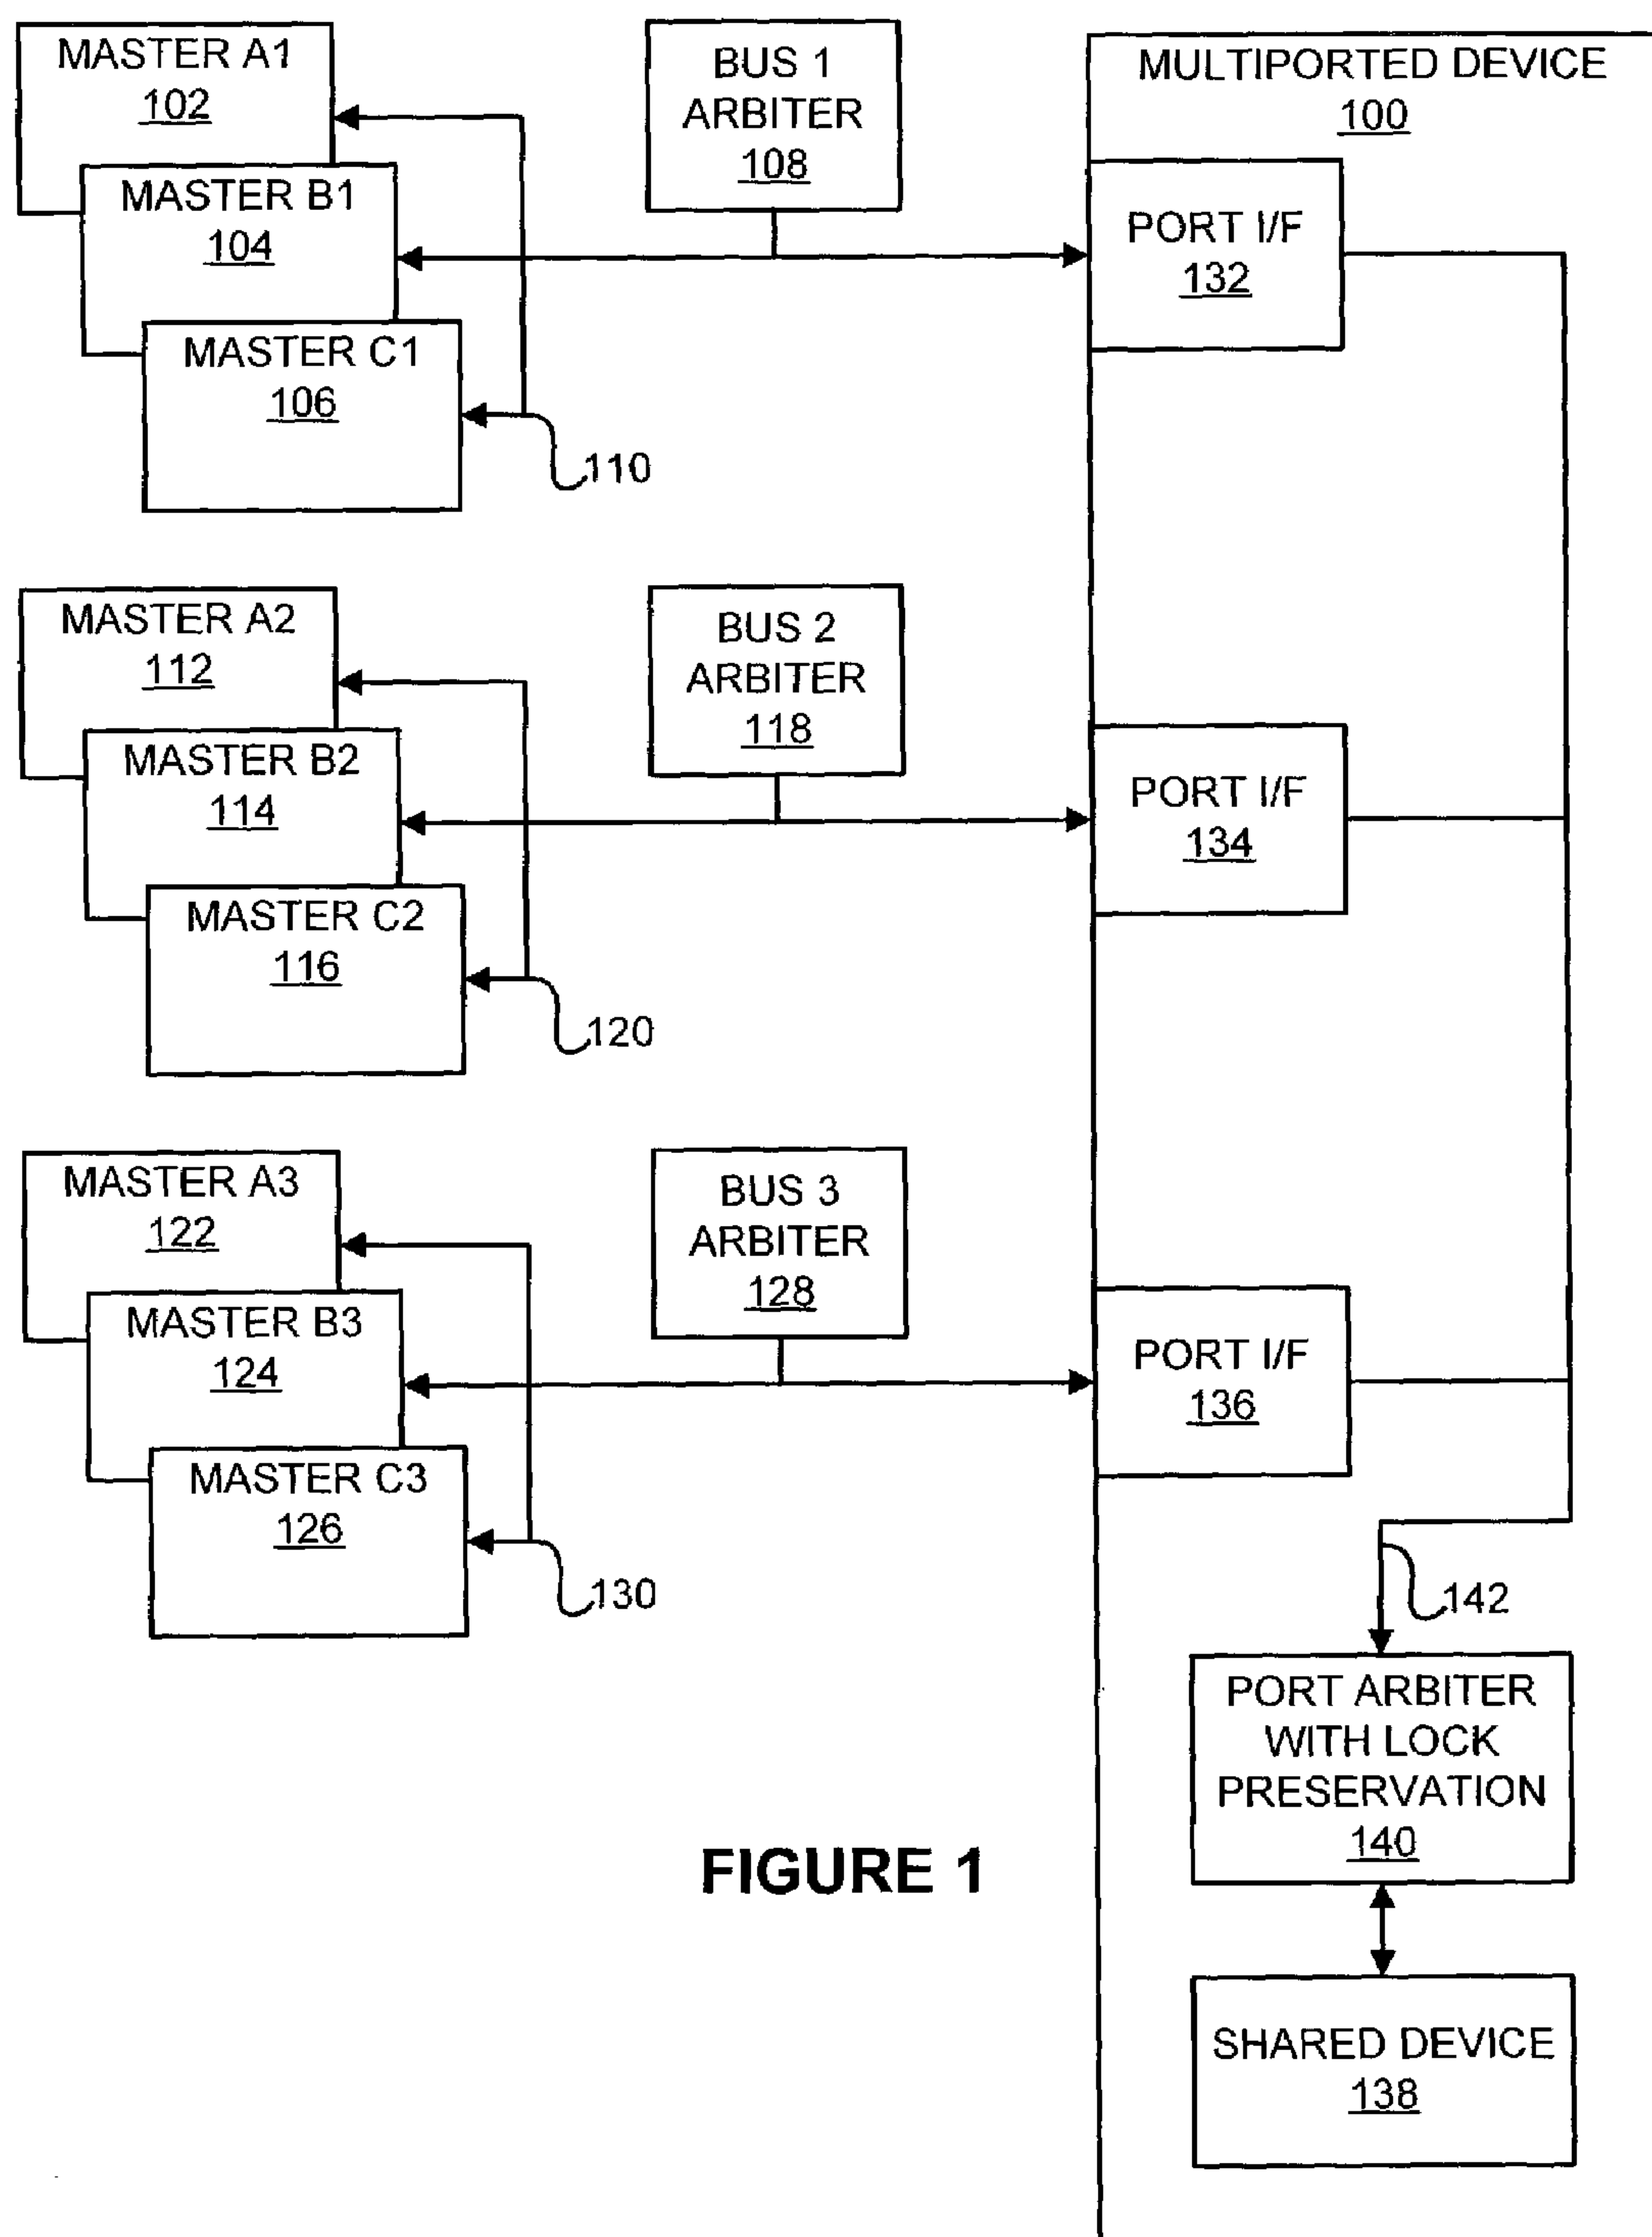 MASTER A1
102
MASTER B1
104
MASTER C1
106
110
BUS 1
ARBITER
108
MULTIPORTED DEVICE
100
PORT I/F
132
MASTER A2
112
MASTER B2
114
MASTER C2
116
120
BUS 2
ARBITER
118
PORT I/F
134
MASTER A3
122
MASTER B3
124
MASTER C3
126
130
BUS 3
ARBITER
128
PORT I/F
136
142
PORT ARBITER
WITH LOCK
PRESERVATION
140
SHARED DEVICE
138
FIGURE 1